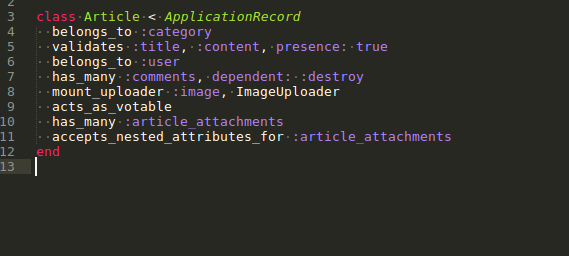 2
3 class Article < ApplicationRecord
4   belongs_to :category
5   validates :title, :content, presence: true
6   belongs_to :user
7   has_many :comments, dependent: :destroy
8   mount_uploader :image, ImageUploader
9   acts_as_votable
10   has_many :article_attachments
11   accepts_nested_attributes_for :article_attachments
12 end
13